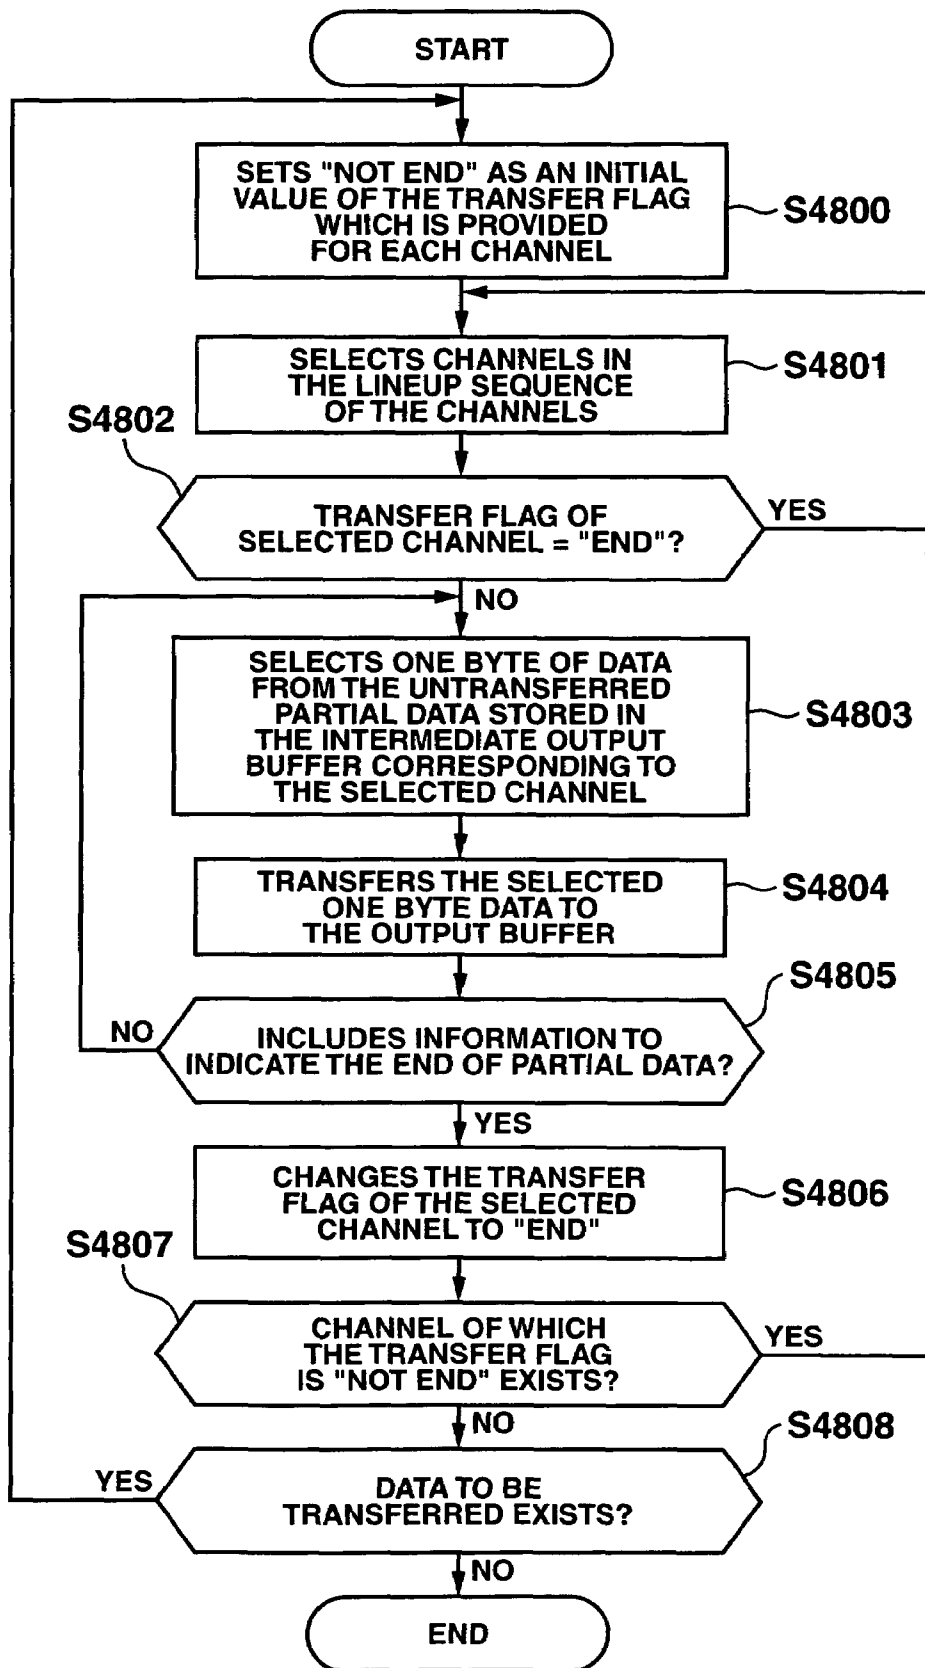 START
SETS "NOT END" AS AN INITIAL
VALUE OF THE TRANSFER FLAG
WHICH IS PROVIDED
FOR EACH CHANNEL
S4800
SELECTS CHANNELS IN
THE LINEUP SEQUENCE
OF THE CHANNELS
S4801
S4802
TRANSFER FLAG OF
SELECTED CHANNEL = "END"?
YES
NO
SELECTS ONE BYTE OF DATA
FROM THE UNTRANSFERRED
PARTIAL DATA STORED IN
THE INTERMEDIATE OUTPUT
BUFFER CORRESPONDING TO
THE SELECTED CHANNEL
S4803
TRANSFERS THE SELECTED
ONE BYTE DATA TO
THE OUTPUT BUFFER
S4804
S4805
NO
INCLUDES INFORMATION TO
INDICATE THE END OF PARTIAL DATA?
YES
CHANGES THE TRANSFER
FLAG OF THE SELECTED
CHANNEL TO "END"
S4806
S4807
CHANNEL OF WHICH
THE TRANSFER FLAG
IS "NOT END" EXISTS?
YES
NO
S4808
YES
DATA TO BE
TRANSFERRED EXISTS?
NO
END